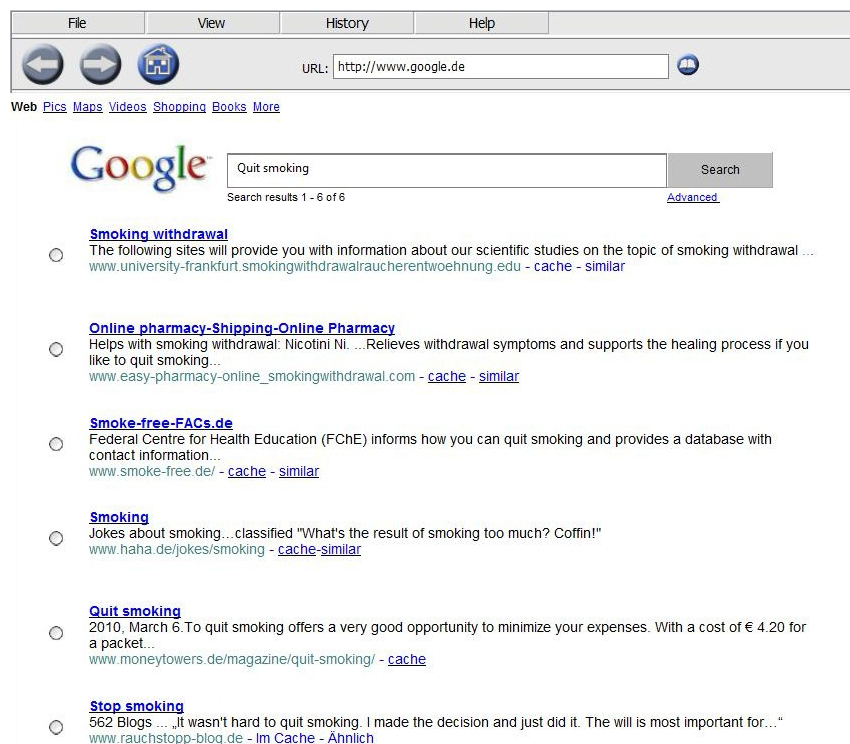 File View History Help
URL: http://www.google.de
Web Pics Maps Videos Shopping Books More
Google™ Quit smoking Search
Search results 1 - 6 of 6 Advanced
Smoking withdrawal
The following sites will provide you with information about our scientific studies on the topic of smoking withdrawal ...
www.university-frankfurt.smokingwithdrawalraucherentwoehnung.edu - cache - similar
Online pharmacy-Shipping-Online Pharmacy
Helps with smoking withdrawal: Nicotini Ni. ...Relieves withdrawal symptoms and supports the healing process if you
like to quit smoking...
www.easy-pharmacy-online_smokingwithdrawal.com - cache - similar
Smoke-free-FACs.de
Federal Centre for Health Education (FChE) informs how you can quit smoking and provides a database with
contact information...
www.smoke-free.de/ - cache - similar
Smoking
Jokes about smoking...classified "What's the result of smoking too much? Coffin!"
www.haha.de/jokes/smoking - cache-similar
Quit smoking
2010, March 6.To quit smoking offers a very good opportunity to minimize your expenses. With a cost of € 4.20 for
a packet...
www.moneytowers.de/magazine/quit-smoking/ - cache
Stop smoking
562 Blogs ... „It wasn't hard to quit smoking. I made the decision and just did it. The will is most important for...“
www.rauchstopp-blog.de - Im Cache - Ähnlich